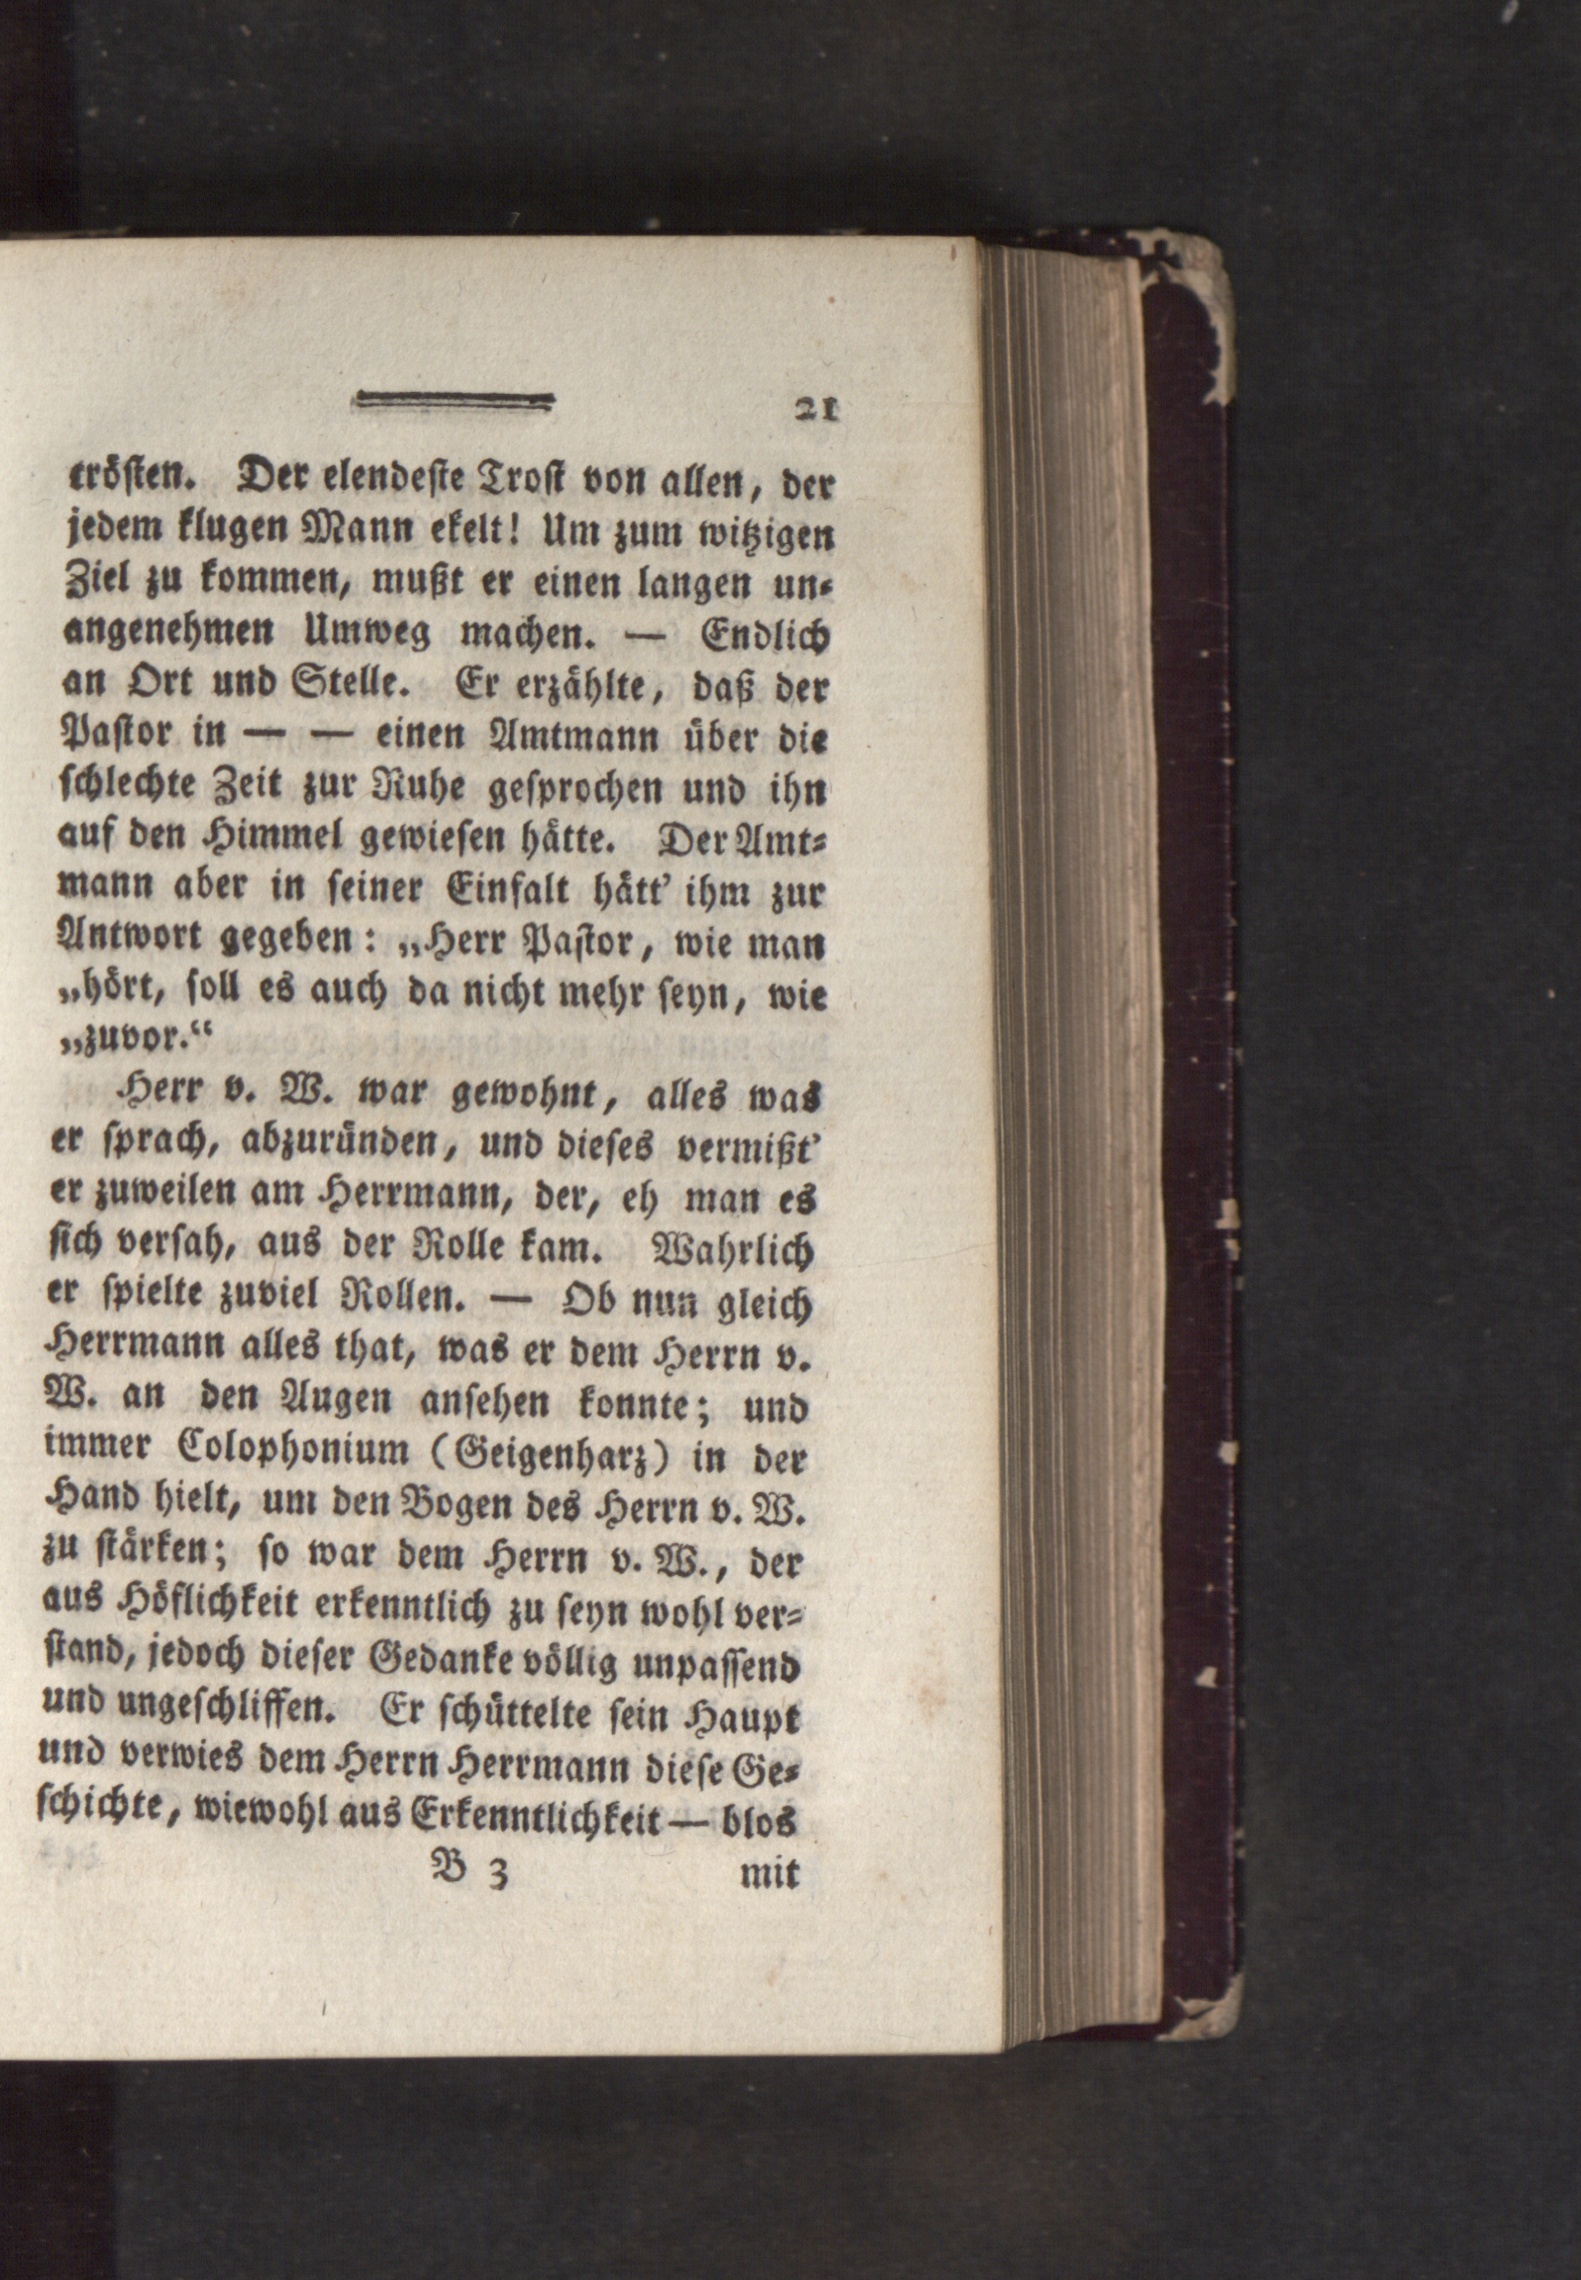 21
trösten. Der elendeste Trost von allen, der
jedem klugen Mann ekelt! Um zum witzigen
Ziel zu kommen, mußt er einen langen un-
angenehmen Umweg machen. — Endlich
an Ort und Stelle. Er erzählte, daß der
Pastor in — — einen Amtmann über die
schlechte Zeit zur Ruhe gesprochen und ihn
auf den Himmel gewiesen hätte. Der Amt-
mann aber in seiner Einfalt hätt' ihm zur
Antwort gegeben: „Herr Pastor, wie man
„hört, soll es auch da nicht mehr seyn, wie
„zuvor.“
Herr v. W. war gewohnt, alles was
er sprach, abzuründen, und dieses vermißt'
er zuweilen am Herrmann, der, eh man es
sich versah, aus der Rolle kam. Wahrlich
er spielte zuviel Rollen. — Ob nun gleich
Herrmann alles that, was er dem Herrn v.
W. an den Augen ansehen konnte; und
immer Colophonium (Geigenharz) in der
Hand hielt, um den Bogen des Herrn v. W.
zu stärken; so war dem Herrn v. W., der
aus Höflichkeit erkenntlich zu seyn wohl ver-
stand, jedoch dieser Gedanke völlig unpassend
und ungeschliffen. Er schüttelte sein Haupt
und verwies dem Herrn Herrmann diese Ge-
schichte, wiewohl aus Erkenntlichkeit — blos
B 3 mit